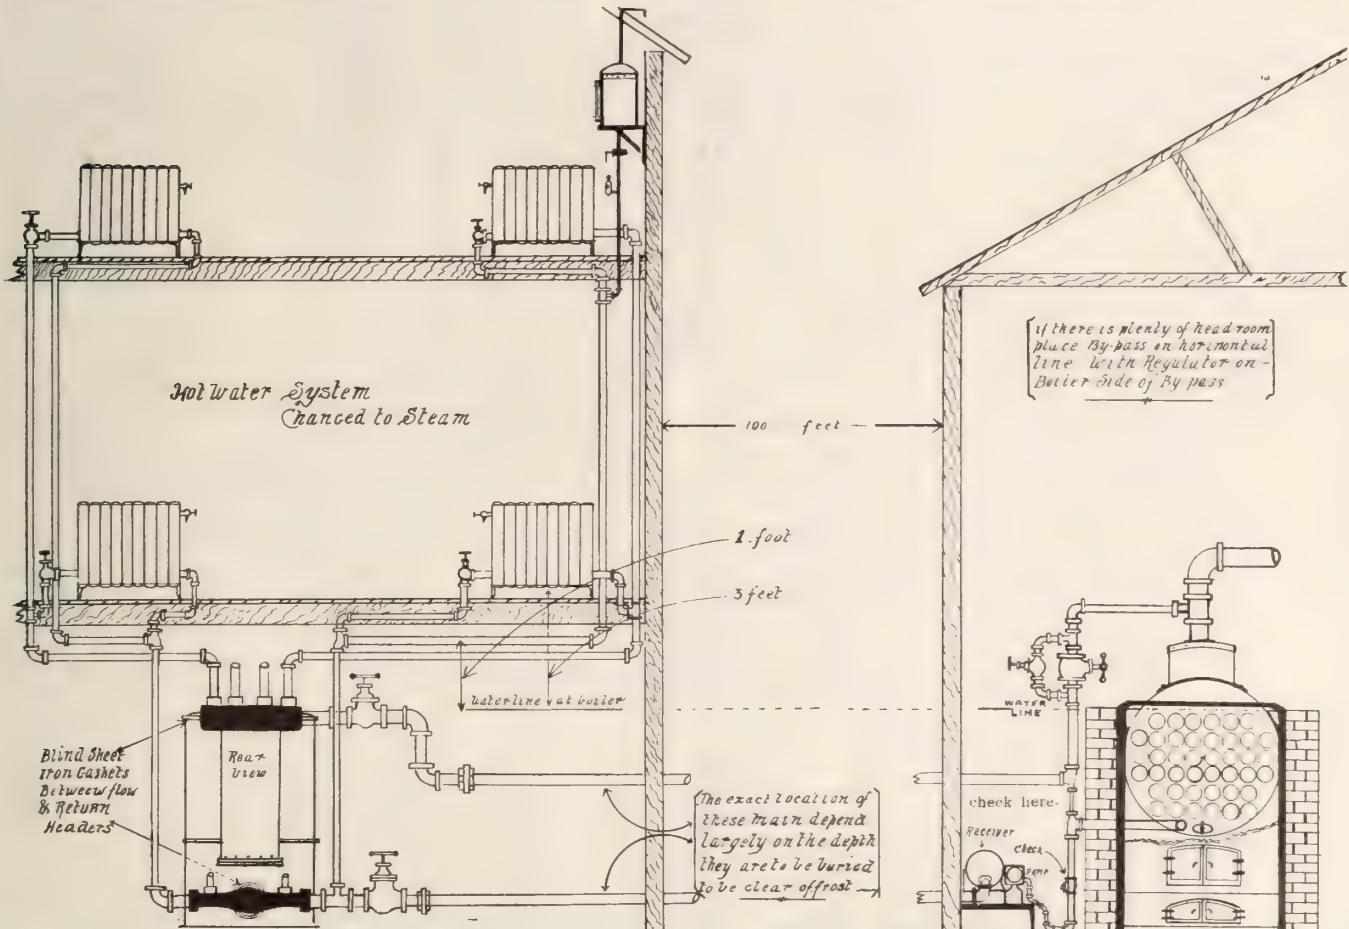 Hot Water System
Changed to Steam
100 feet
if there is plenty of head room
place By-pass on horizontal
line with Regulator on -
Boiler Side of By pass
1. foot
3 feet
waterline at boiler
WATER
LINE
Blind Sheet
Iron Gaskets
Between flow
& Return
Headers
Rear
View
The exact location of
these main depend
largely on the depth
they are to be buried
to be clear of frost
check here-
Receiver
Check
PUMP